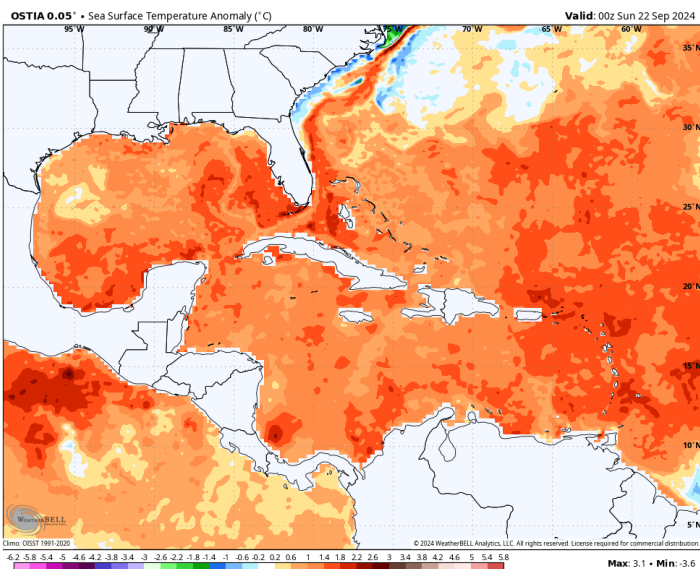 OSTIA 0.05° • Sea Surface Temperature Anomaly (°C) Valid: 00z Sun 22 Sep 2024
95°W 90°W 85°W 80°W 75°W 70°W 65°W 35°N
30°N
25°N
20°N
15°N
10°N
5°N
WEATHERBELL
Climo: OISST 1991-2020 © 2024 WeatherBELL Analytics, LLC. All rights reserved. License required for commercial distribution.
-6.2 -5.8 -5.4 -5 -4.6 -4.2 -3.8 -3.4 -3 -2.6 -2.2 -1.8 -1.4 -1 -0.6 -0.2 0.2 0.6 1 1.4 1.8 2.2 2.6 3 3.4 3.8 4.2 4.6 5 5.4 5.8
Max: 3.1 • Min: -3.6